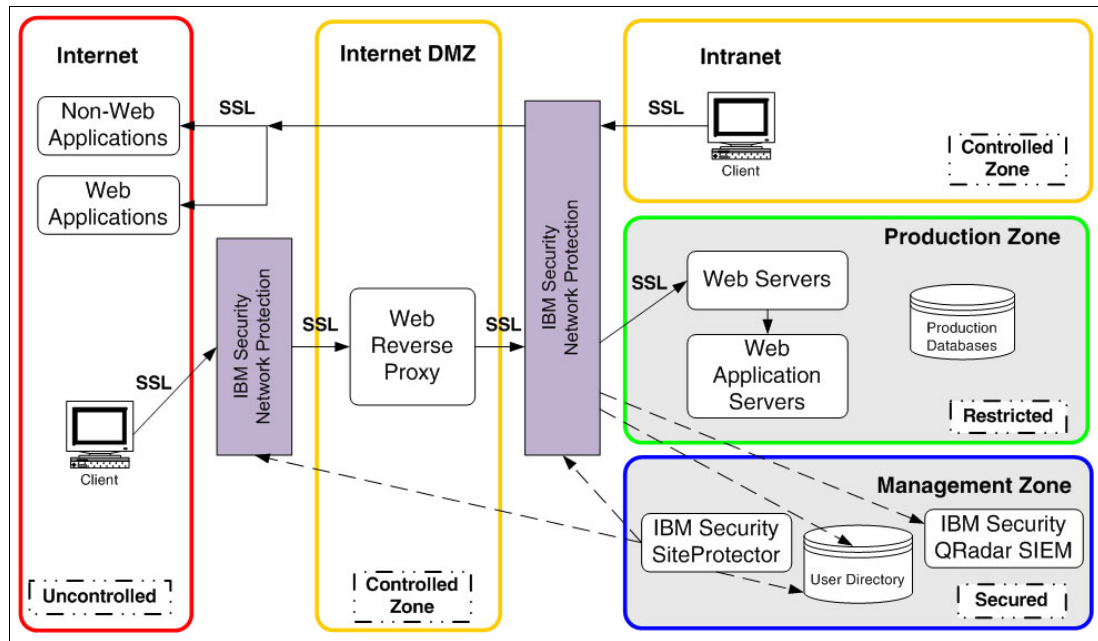 Internet
Non-Web
Applications
Web
Applications
SSL
IBM Security
Network Protection
SSL
Client
Uncontrolled
Internet DMZ
SSL
Web
Reverse
Proxy
SSL
Controlled
Zone
IBM Security
Network Protection
Intranet
SSL
Client
Controlled
Zone
Production Zone
SSL
Web Servers
Web
Application
Servers
Production
Databases
Restricted
Management Zone
IBM Security
SiteProtector
User Directory
IBM Security
QRadar SIEM
Secured